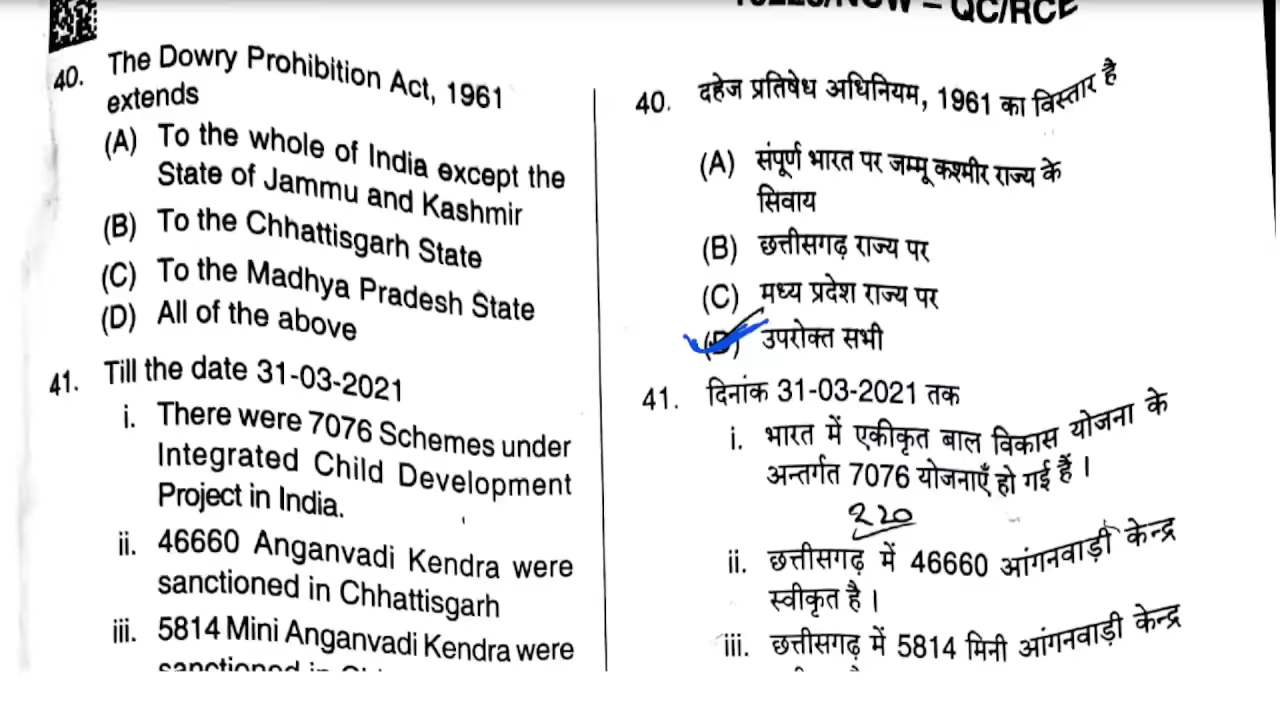 QC/RCE
40. The Dowry Prohibition Act, 1961
extends
(A) To the whole of India except the
State of Jammu and Kashmir
(B) To the Chhattisgarh State
(C) To the Madhya Pradesh State
(D) All of the above
41. Till the date 31-03-2021
i. There were 7076 Schemes under
Integrated Child Development
Project in India.
ii. 46660 Anganvadi Kendra were
sanctioned in Chhattisgarh
iii. 5814 Mini Anganvadi Kendra were
sanctioned in
40. दहेज प्रतिषेध अधिनियम, 1961 का विस्तार है
(A) संपूर्ण भारत पर जम्मू कश्मीर राज्य के
सिवाय
(B) छत्तीसगढ़ राज्य पर
(C) मध्य प्रदेश राज्य पर
(D) उपरोक्त सभी
41. दिनांक 31-03-2021 तक
i. भारत में एकीकृत बाल विकास योजना के
अन्तर्गत 7076 योजनाएँ हो गई हैं ।
220
ii. छत्तीसगढ़ में 46660 आंगनवाड़ी केन्द्र
स्वीकृत है ।
iii. छत्तीसगढ़ में 5814 मिनी आंगनवाड़ी केन्द्र